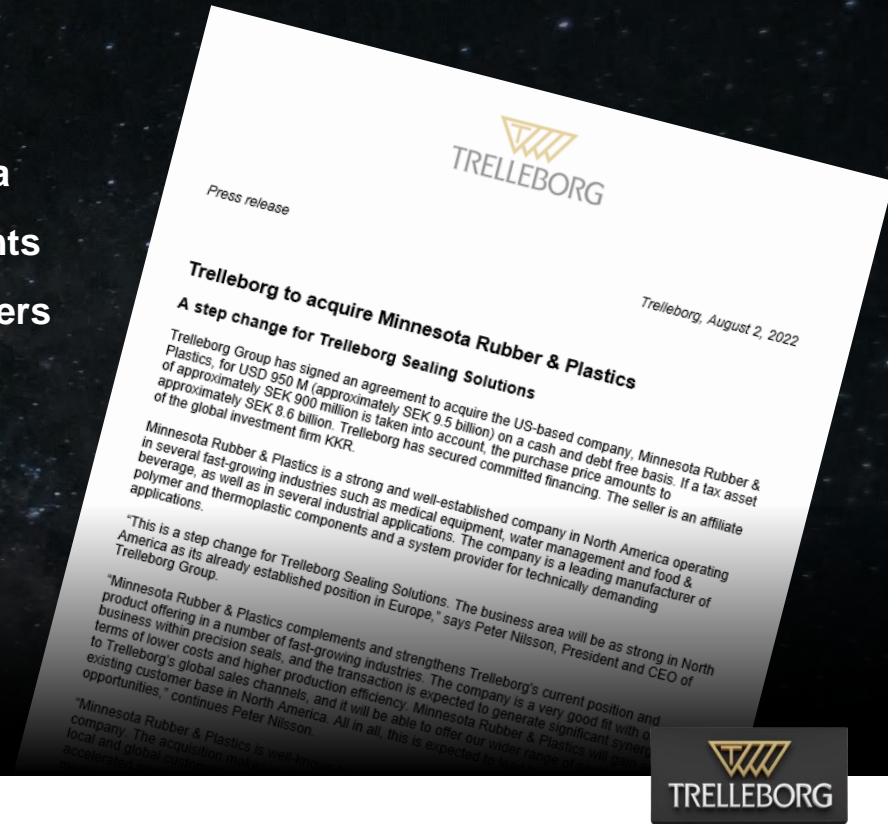 a
nts
ers
TRELLEBORG
Press release
Trelleborg, August 2, 2022
Trelleborg to acquire Minnesota Rubber & Plastics
A step change for Trelleborg Sealing Solutions
Trelleborg Group has signed an agreement to acquire the US-based company, Minnesota Rubber &
Plastics, for USD 950 M (approximately SEK 9.5 billion) on a cash and debt free basis. If a tax asset
of approximately SEK 900 million is taken into account, the purchase price amounts to
approximately SEK 8.6 billion. Trelleborg has secured committed financing. The seller is an affiliate
of the global investment firm KKR.
Minnesota Rubber & Plastics is a strong and well-established company in North America operating
in several fast-growing industries such as medical equipment, water management and food &
beverage, as well as in several industrial applications. The company is a leading manufacturer of
polymer and thermoplastic components and a system provider for technically demanding
applications.
“This is a step change for Trelleborg Sealing Solutions. The business area will be as strong in North
America as its already established position in Europe,” says Peter Nilsson, President and CEO of
Trelleborg Group.
“Minnesota Rubber & Plastics complements and strengthens Trelleborg’s current position and
product offering in a number of fast-growing industries. The company is a very good fit with
business within precision seals, and the transaction is expected to generate significant
terms of lower costs and higher production efficiency. Minnesota Rubber & Plastics will gain
to Trelleborg’s global sales channels, and it will be able to offer our wider range of
existing customer base in North America. All in all, this is expected to
opportunities,” continues Peter Nilsson.
“Minnesota Rubber & Plastics is
company. The acquisition
local and global
accelerated
TRELLEBORG